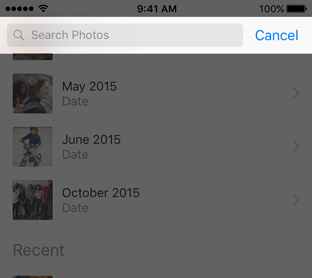 9:41 AM
100%
Search Photos
Cancel
May 2015
Date
June 2015
Date
October 2015
Date
Recent